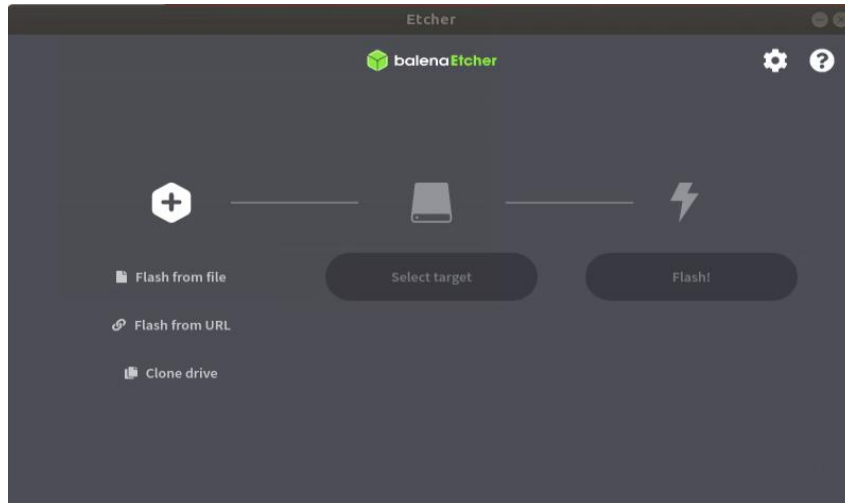 Etcher
balenaEtcher
Flash from file
Select target
Flash!
Flash from URL
Clone drive